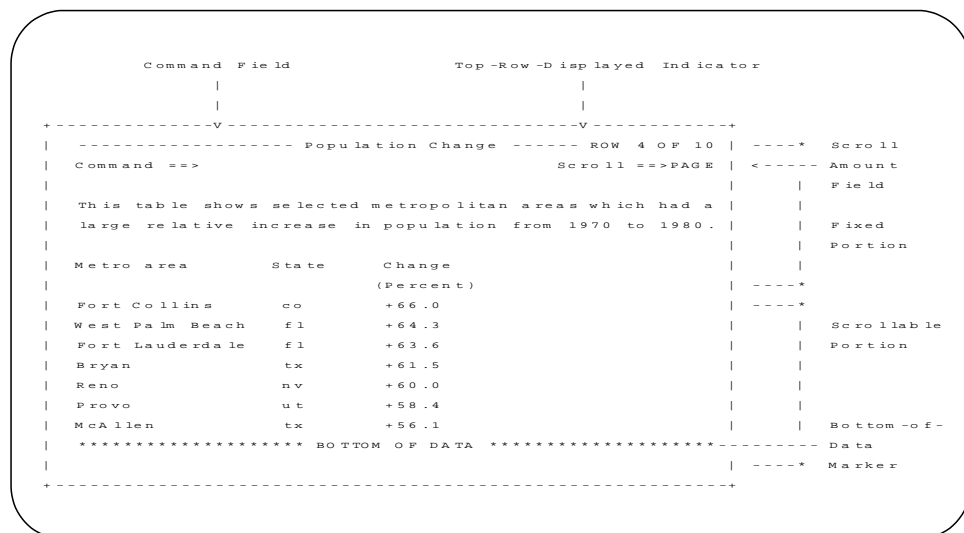 Command Field Top-Row-Displayed Indicator
| |
| |
+--------------V-------------------------------V------------+
| ------------------- Population Change ------ ROW 4 OF 10 | ----* Scroll
| Command ==> Scroll ==>PAGE | <----- Amount
| | | Field
| This table shows selected metropolitan areas which had a | |
| large relative increase in population from 1970 to 1980. | | Fixed
| | | Portion
| Metro area State Change | |
| (Percent) | ----*
| Fort Collins co +66.0 | ----*
| West Palm Beach fl +64.3 | | Scrollable
| Fort Lauderdale fl +63.6 | | Portion
| Bryan tx +61.5 | |
| Reno nv +60.0 | |
| Provo ut +58.4 | |
| McAllen tx +56.1 | | Bottom-of-
| ******************** BOTTOM OF DATA ******************** --------- Data
| | ----* Marker
+-----------------------------------------------------------+